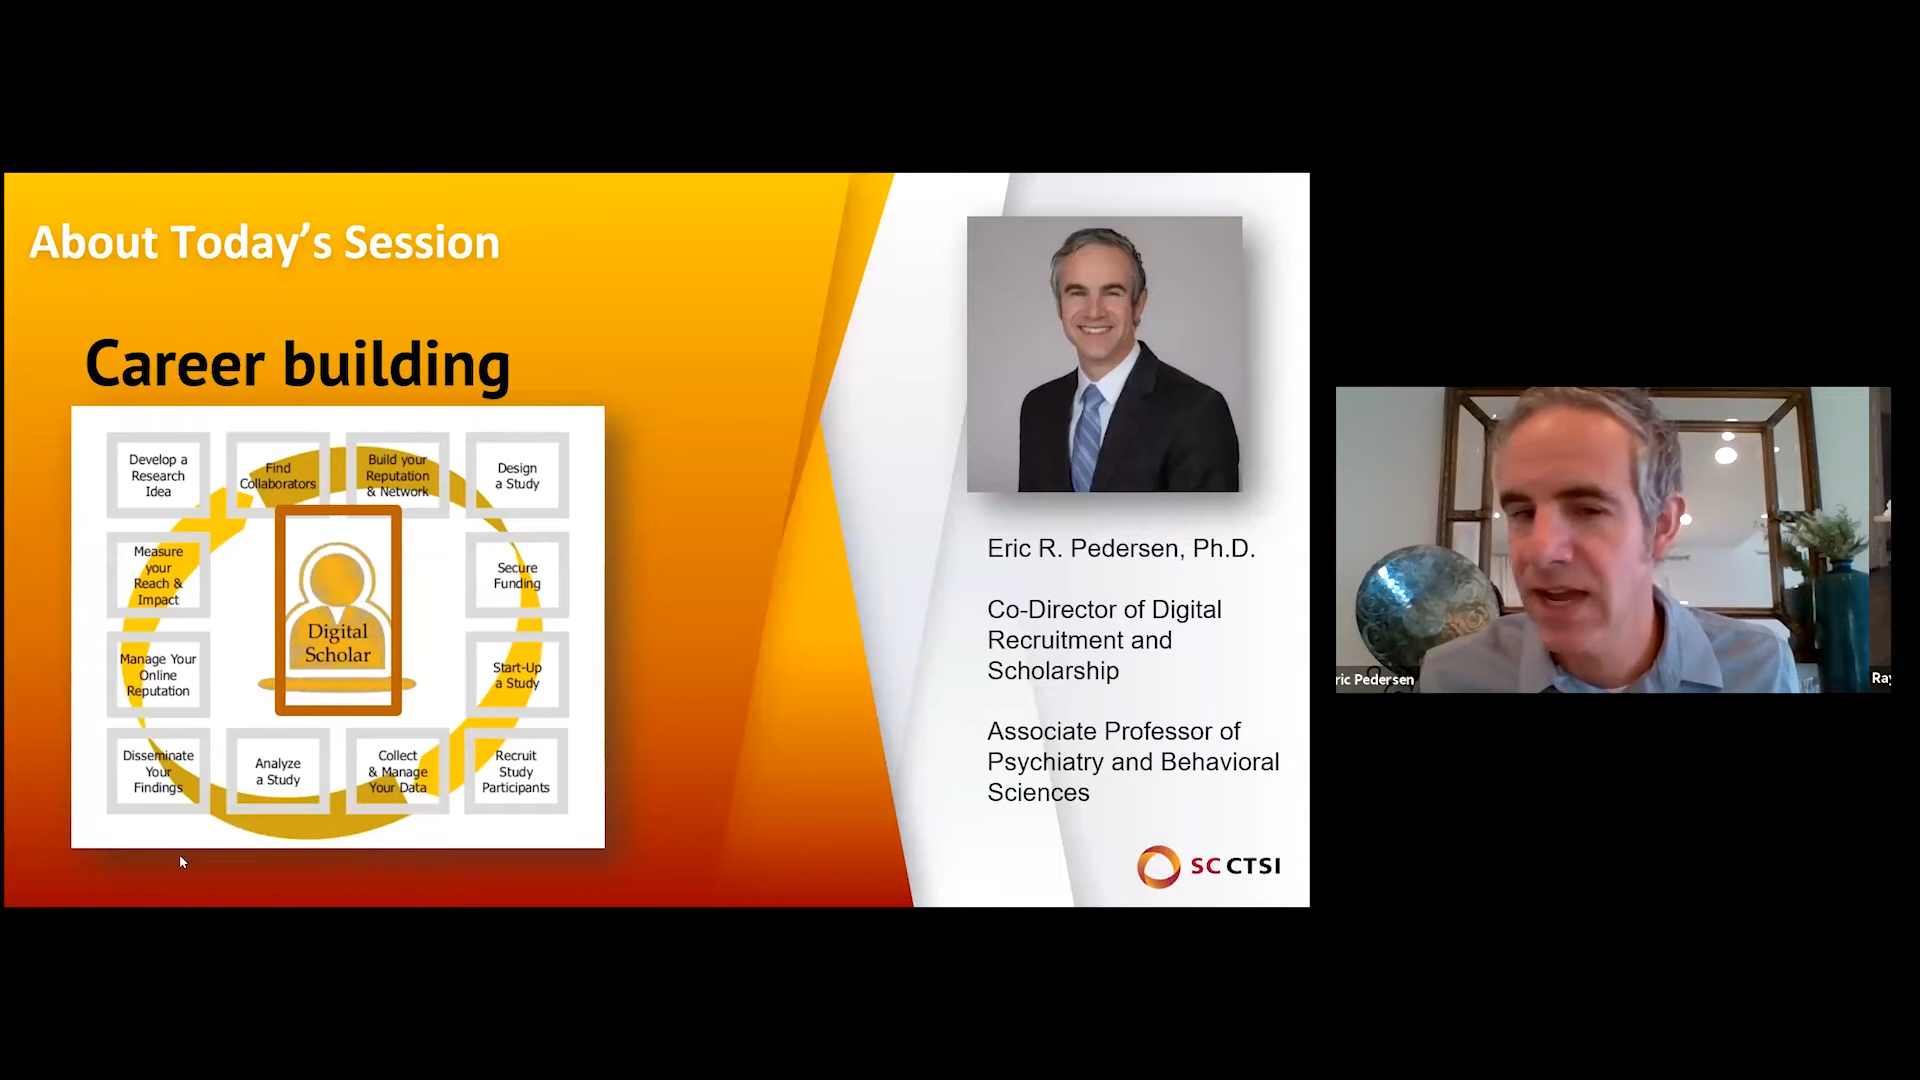 About Today's Session
Career building
Develop a
Research
Idea
Find
Collaborators
Build your
Reputation
& Network
Design
a Study
Measure
your
Reach &
Impact
Secure
Funding
Digital
Scholar
Manage Your
Online
Reputation
Start-Up
a Study
Disseminate
Your
Findings
Analyze
a Study
Collect
& Manage
Your Data
Recruit
Study
Participants
Eric R. Pedersen, Ph.D.
Co-Director of Digital
Recruitment and
Scholarship
Associate Professor of
Psychiatry and Behavioral
Sciences
SC CTSI
ric Pedersen
Ray